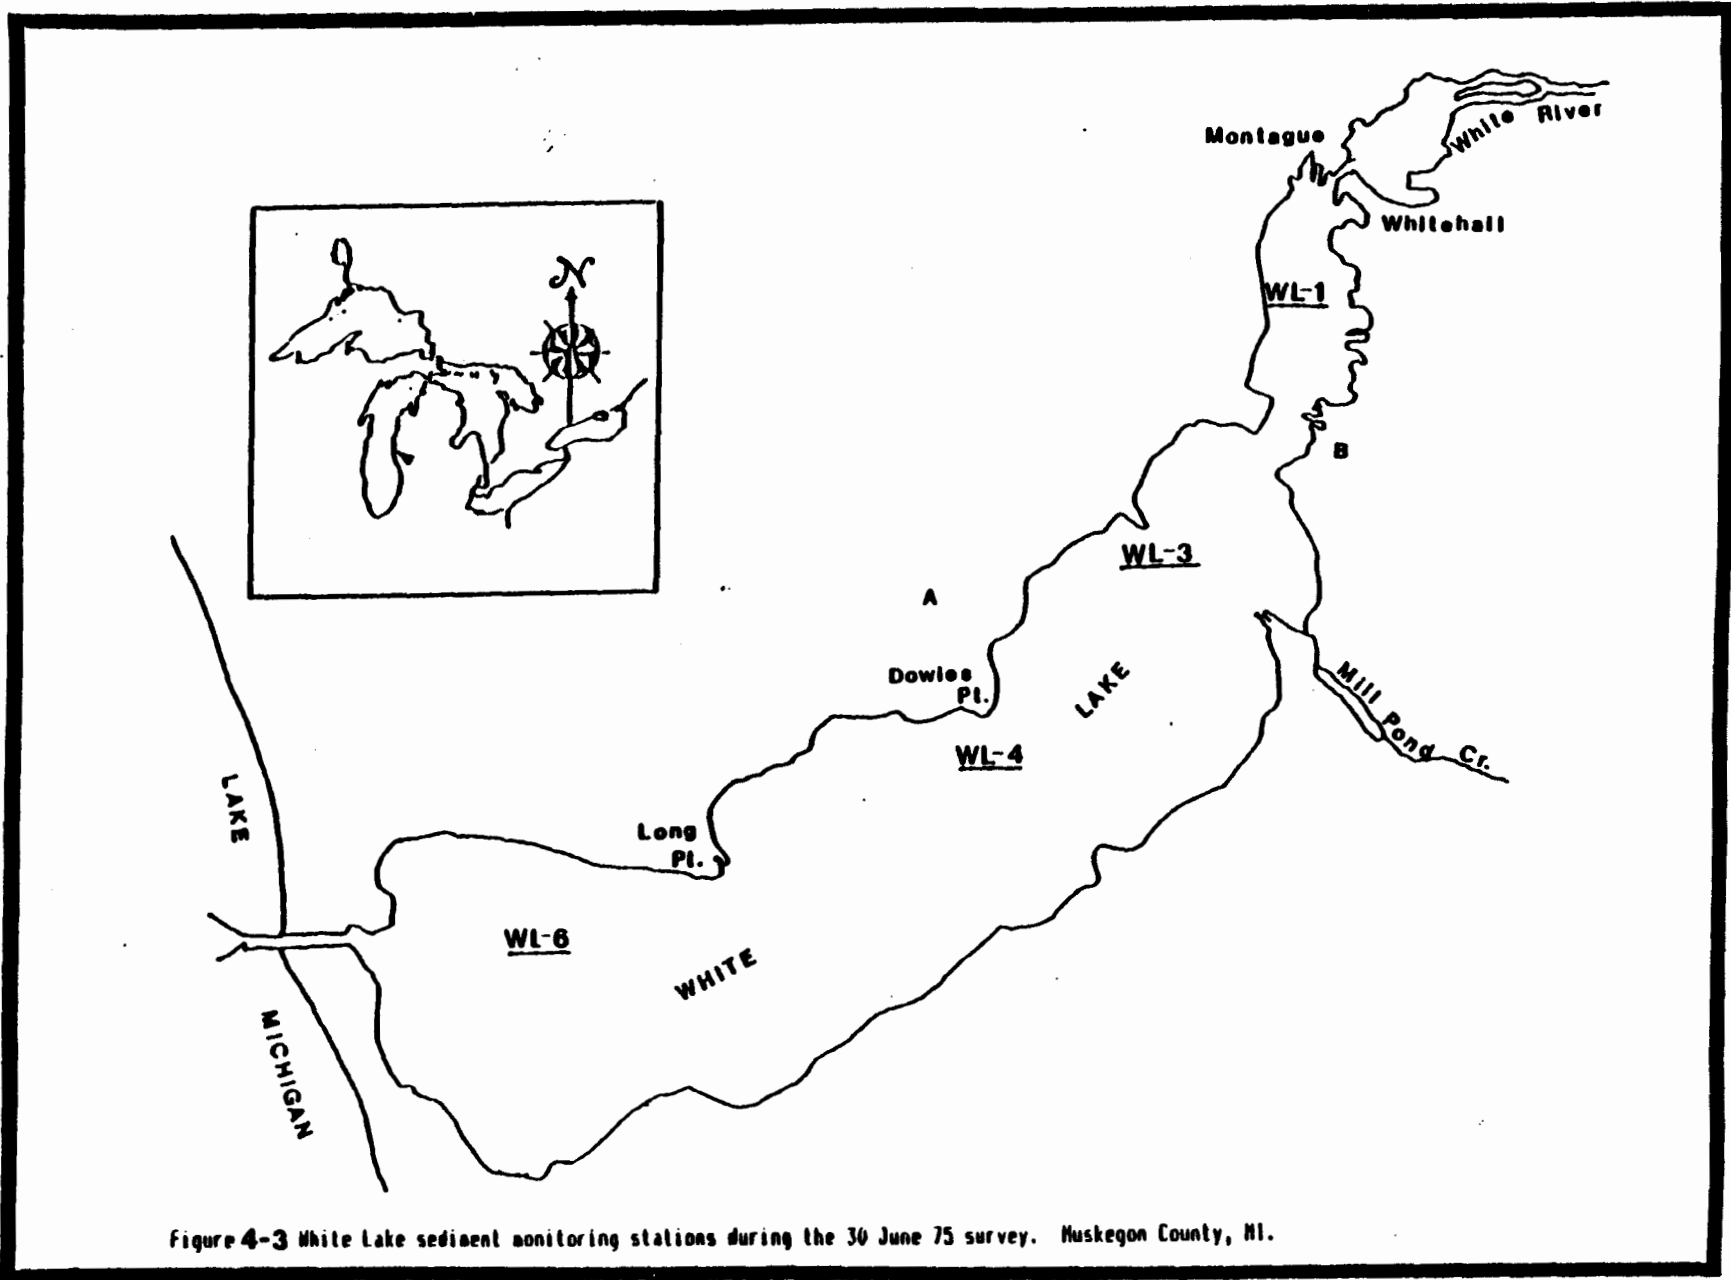 Montague
White River
Whitehall
N
WL-1
B
WL-3
A
Dowies
Pt.
LAKE
Mill Pond Cr.
WL-4
LAKE
Long
Pt.
WL-6
WHITE
MICHIGAN
Figure 4-3 White Lake sediment monitoring stations during the 30 June 75 survey. Muskegon County, MI.